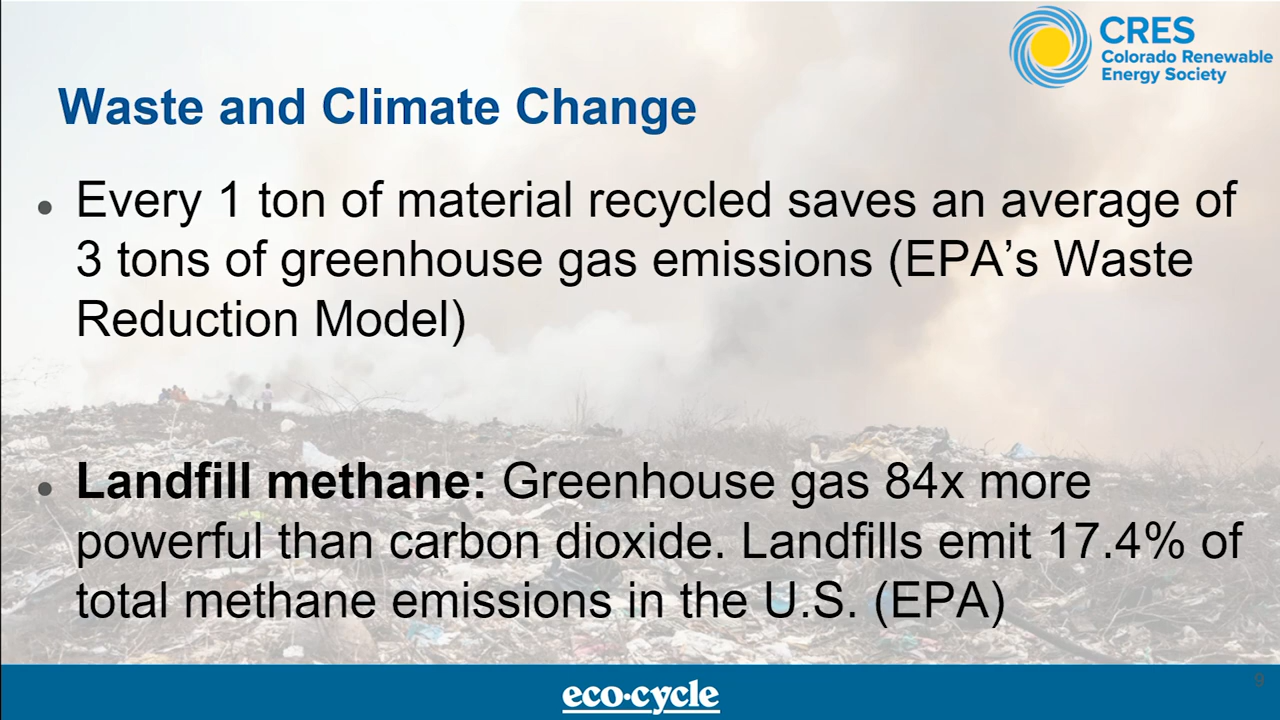 CRES
Colorado Renewable
Energy Society
Waste and Climate Change
• Every 1 ton of material recycled saves an average of
3 tons of greenhouse gas emissions (EPA’s Waste
Reduction Model)
• Landfill methane: Greenhouse gas 84x more
powerful than carbon dioxide. Landfills emit 17.4% of
total methane emissions in the U.S. (EPA)
eco·cycle
9